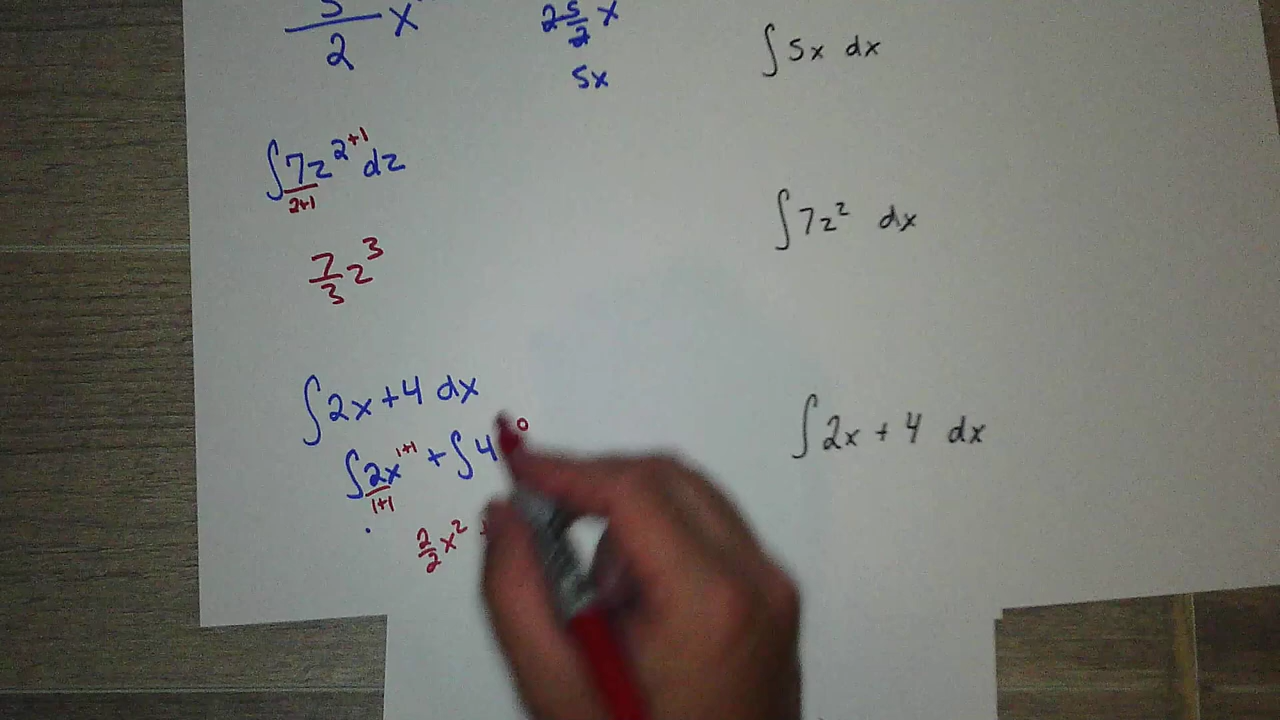 5/2 x
2 5/2 x
5x
∫ 5x dx
∫ 7z^2+1 dz
2+1
7/3 z^3
∫ 7z^2 dx
∫ 2x + 4 dx
∫ 2x^1+1 + ∫ 4 0
1+1
2/2 x^2 +
∫ 2x + 4 dx